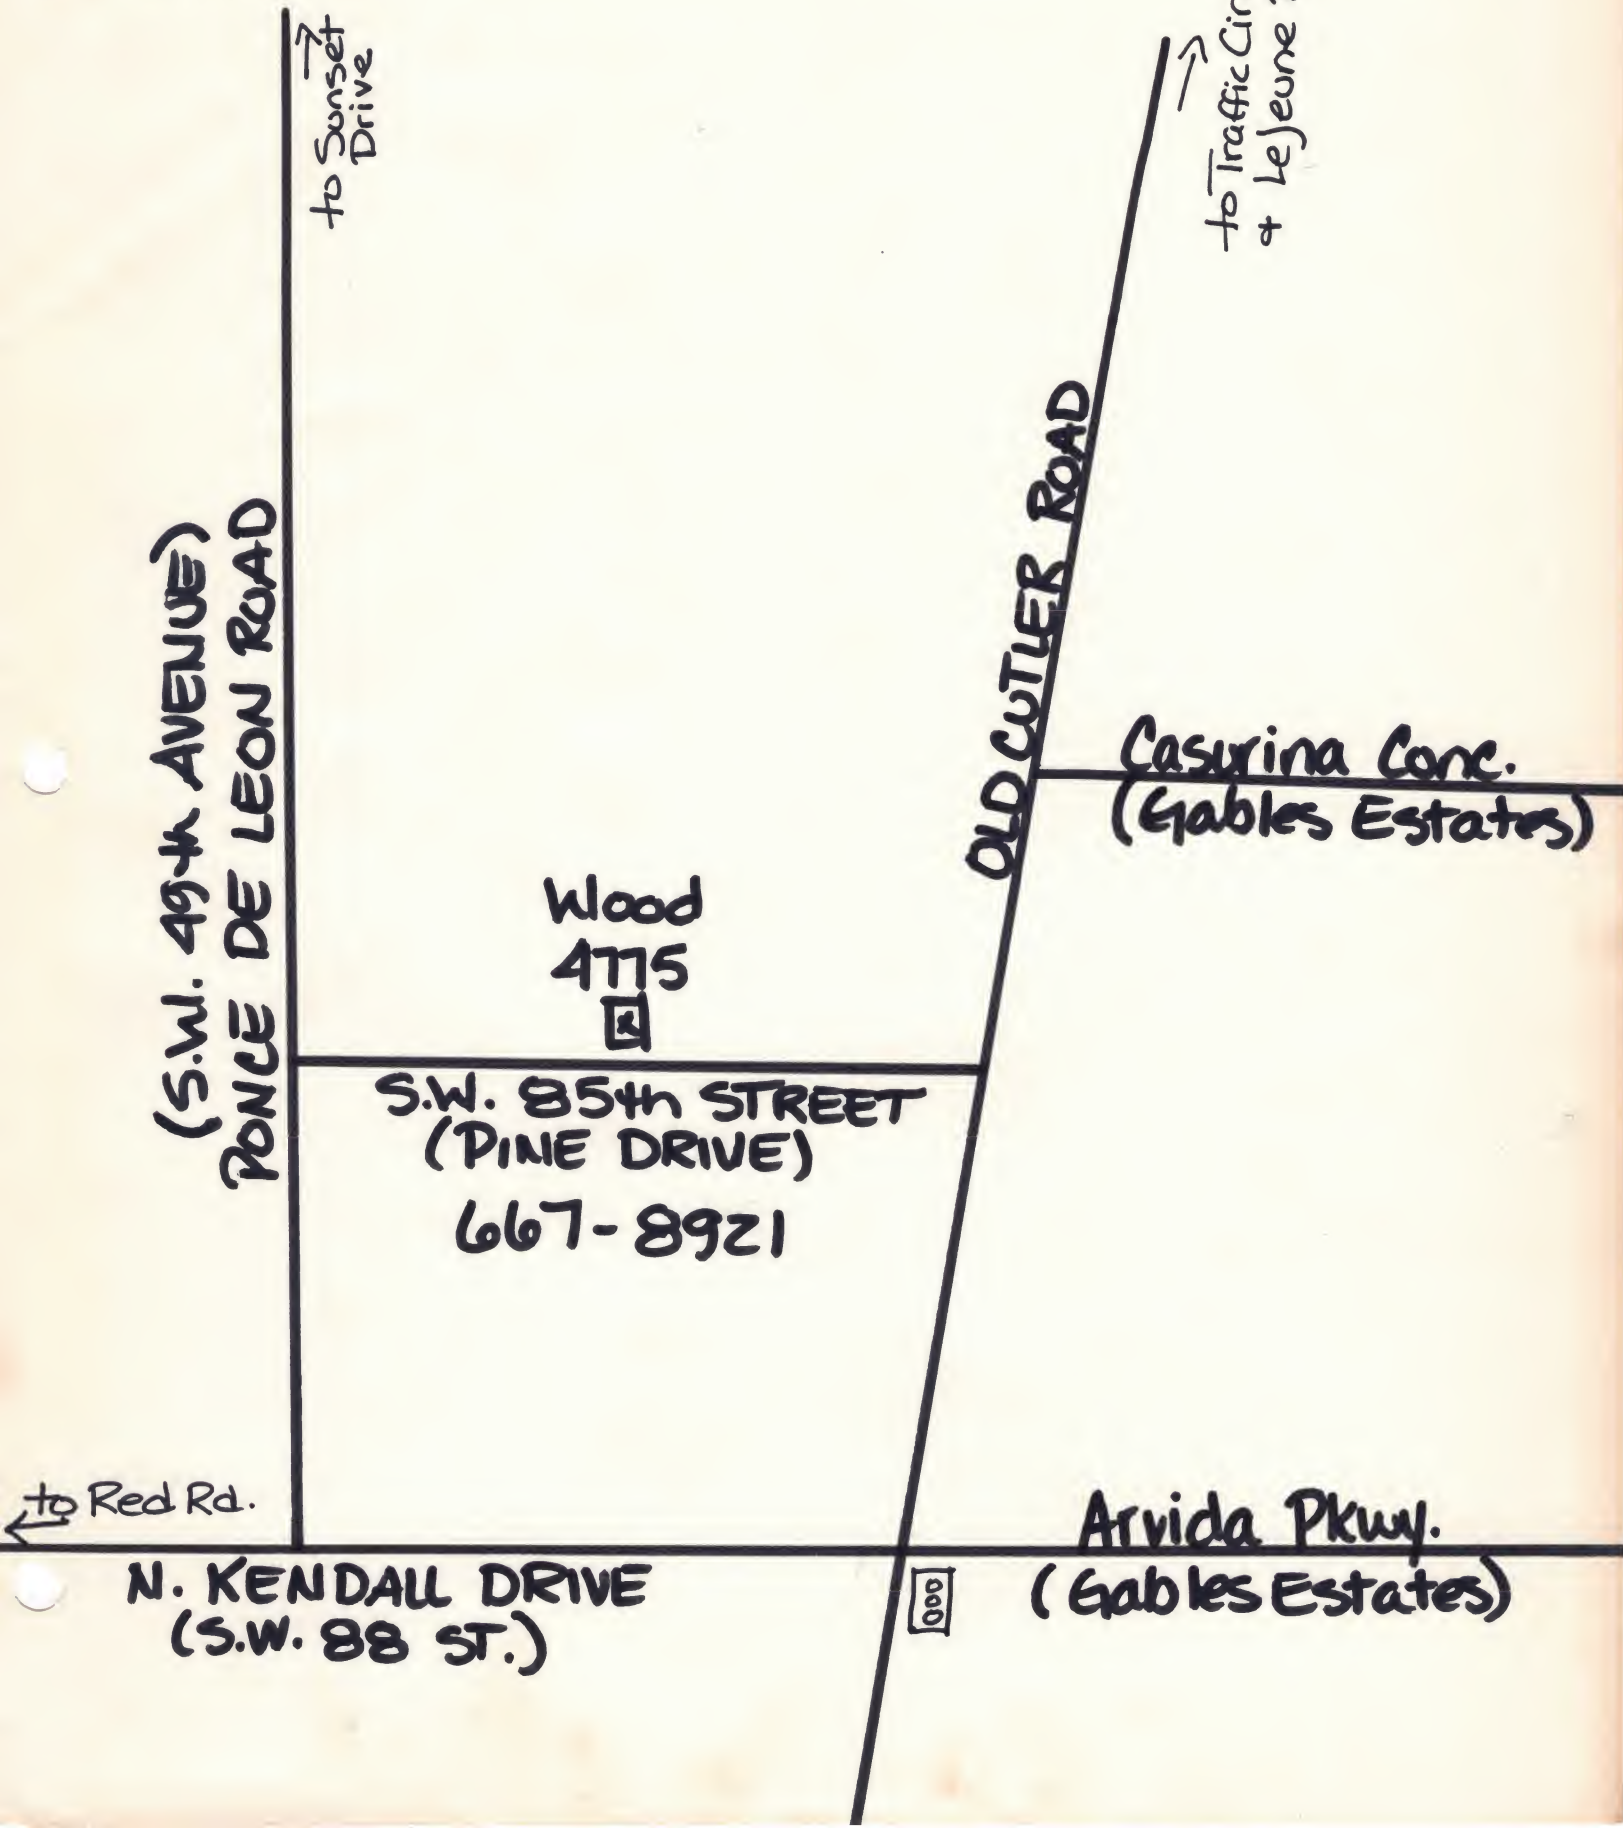 to Sunset
Drive
to Traffic Cir
& Lejeune
(S.W. 49th AVENUE)
PONCE DE LEON ROAD
OLD CUTLER ROAD
Casurina Conc.
(Gables Estates)
Wood
4775
X
S.W. 85th STREET
(PINE DRIVE)
667-8921
to Red Rd.
Arvida Pkwy.
N. KENDALL DRIVE
(Gables Estates)
(S.W. 88 ST.)